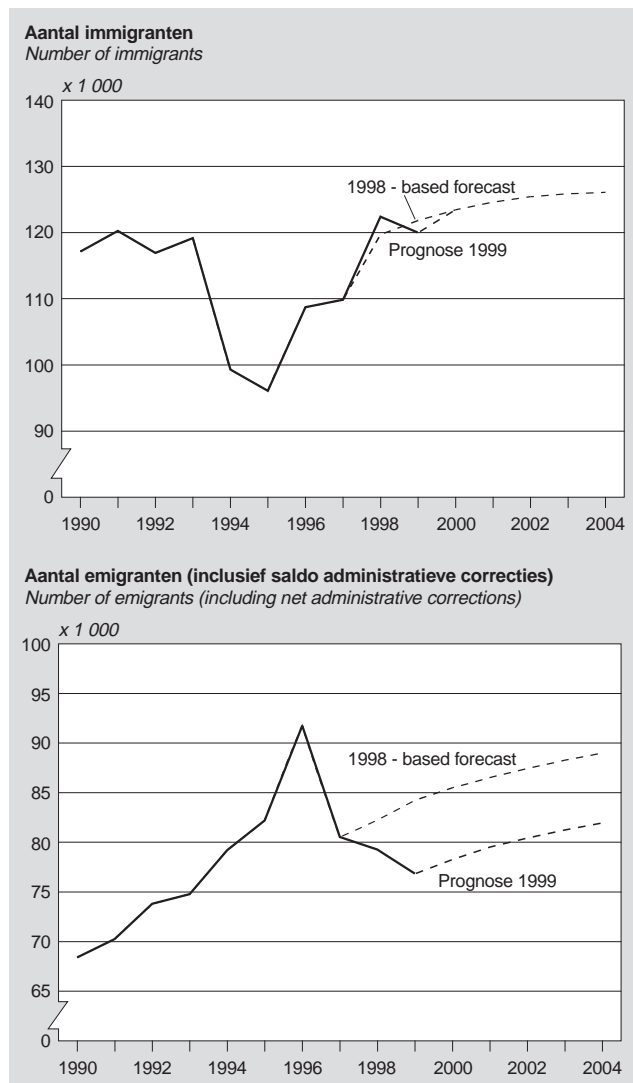 Aantal immigranten
Number of immigrants
x 1 000
140
130
120
110
100
90
0
1998 - based forecast
Prognose 1999
1990 1992 1994 1996 1998 2000 2002 2004
Aantal emigranten (inclusief saldo administratieve correcties)
Number of emigrants (including net administrative corrections)
x 1 000
100
95
90
85
80
75
70
65
0
1998 - based forecast
Prognose 1999
1990 1992 1994 1996 1998 2000 2002 2004